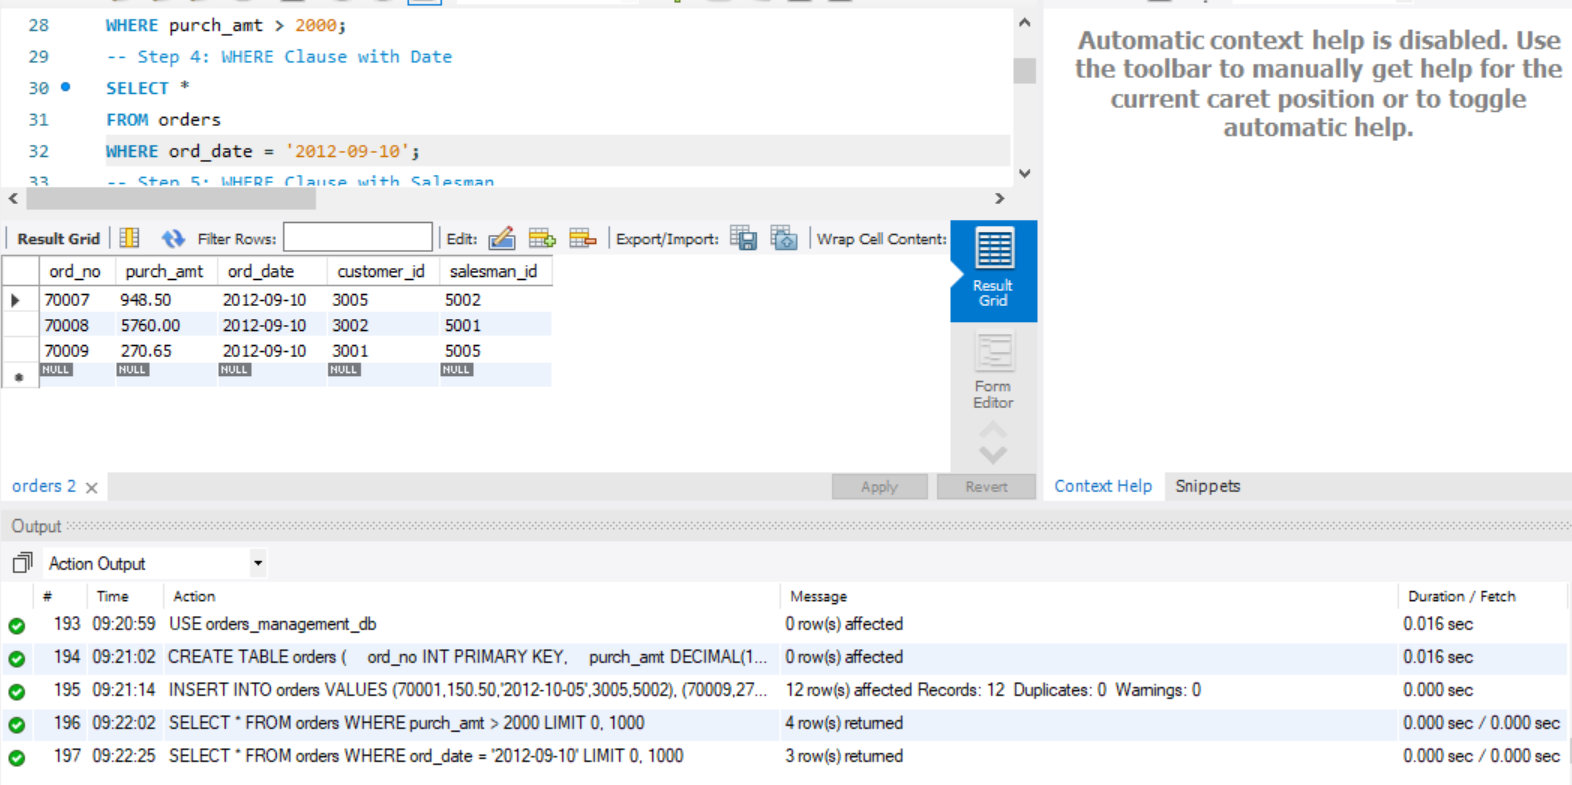 28 WHERE purch_amt > 2000;
29 -- Step 4: WHERE Clause with Date
30 SELECT *
31 FROM orders
32 WHERE ord_date = '2012-09-10';
33 -- Step 5: WHERE Clause with Salesman
Automatic context help is disabled. Use
the toolbar to manually get help for the
current caret position or to toggle
automatic help.
Result Grid Filter Rows: Edit: Export/Import: Wrap Cell Content:
ord_no purch_amt ord_date customer_id salesman_id
70007 948.50 2012-09-10 3005 5002
70008 5760.00 2012-09-10 3002 5001
70009 270.65 2012-09-10 3001 5005
NULL NULL NULL NULL NULL
Result
Grid
Form
Editor
orders 2
Apply Revert
Context Help Snippets
Output
Action Output
# Time Action Message Duration / Fetch
193 09:20:59 USE orders_management_db 0 row(s) affected 0.016 sec
194 09:21:02 CREATE TABLE orders ( ord_no INT PRIMARY KEY, purch_amt DECIMAL(1... 0 row(s) affected 0.016 sec
195 09:21:14 INSERT INTO orders VALUES (70001,150.50,'2012-10-05',3005,5002), (70009,27... 12 row(s) affected Records: 12 Duplicates: 0 Warnings: 0 0.000 sec
196 09:22:02 SELECT * FROM orders WHERE purch_amt > 2000 LIMIT 0, 1000 4 row(s) returned 0.000 sec / 0.000 sec
197 09:22:25 SELECT * FROM orders WHERE ord_date = '2012-09-10' LIMIT 0, 1000 3 row(s) returned 0.000 sec / 0.000 sec